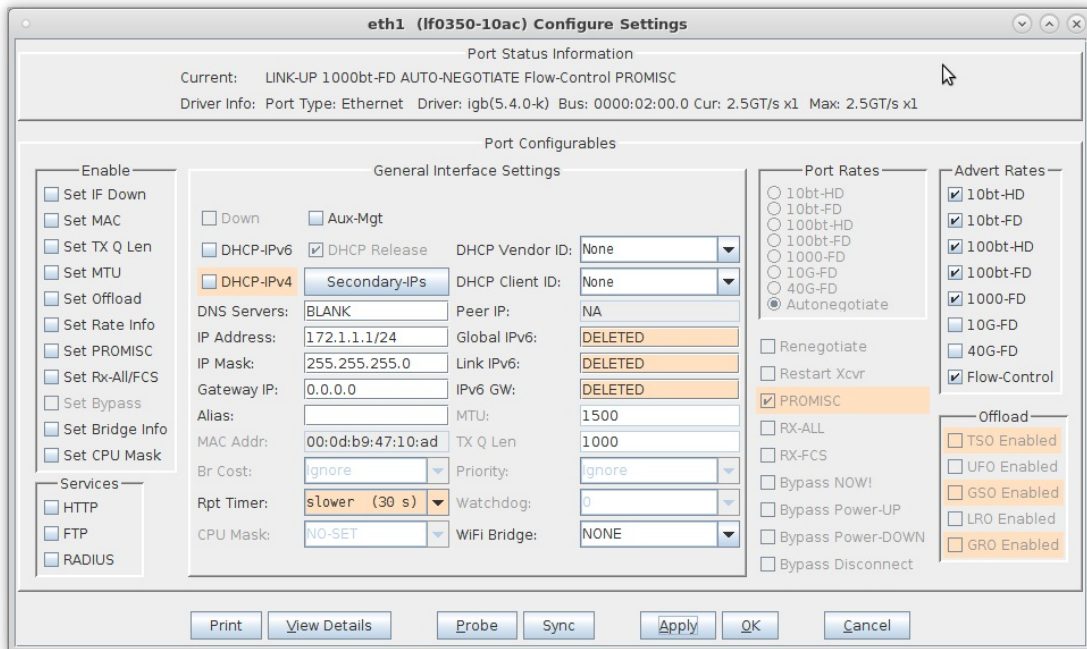 eth1 (lf0350-10ac) Configure Settings
Port Status Information
Current: LINK-UP 1000bt-FD AUTO-NEGOTIATE Flow-Control PROMISC
Driver Info: Port Type: Ethernet Driver: igb(5.4.0-k) Bus: 0000:02:00.0 Cur: 2.5GT/s x1 Max: 2.5GT/s x1
Port Configurables
Enable
Set IF Down
Set MAC
Set TX Q Len
Set MTU
Set Offload
Set Rate Info
Set PROMISC
Set Rx-All/FCS
Set Bypass
Set Bridge Info
Set CPU Mask
Services
HTTP
FTP
RADIUS
General Interface Settings
Down Aux-Mgt
DHCP-IPv6 DHCP Release DHCP Vendor ID: None
DHCP-IPv4 Secondary-IPs DHCP Client ID: None
DNS Servers: BLANK Peer IP: NA
IP Address: 172.1.1.1/24 Global IPv6: DELETED
IP Mask: 255.255.255.0 Link IPv6: DELETED
Gateway IP: 0.0.0.0 IPv6 GW: DELETED
Alias: MTU: 1500
MAC Addr: 00:0d:b9:47:10:ad TX Q Len 1000
Br Cost: Ignore Priority: Ignore
Rpt Timer: slower (30 s) Watchdog: 0
CPU Mask: NO-SET WiFi Bridge: NONE
Port Rates
10bt-HD
10bt-FD
100bt-HD
100bt-FD
1000-FD
10G-FD
40G-FD
Autonegotiate
Renegotiate
Restart Xcvr
PROMISC
RX-ALL
RX-FCS
Bypass NOW!
Bypass Power-UP
Bypass Power-DOWN
Bypass Disconnect
Advert Rates
10bt-HD
10bt-FD
100bt-HD
100bt-FD
1000-FD
10G-FD
40G-FD
Flow-Control
Offload
TSO Enabled
UFO Enabled
GSO Enabled
LRO Enabled
GRO Enabled
Print View Details Probe Sync Apply OK Cancel